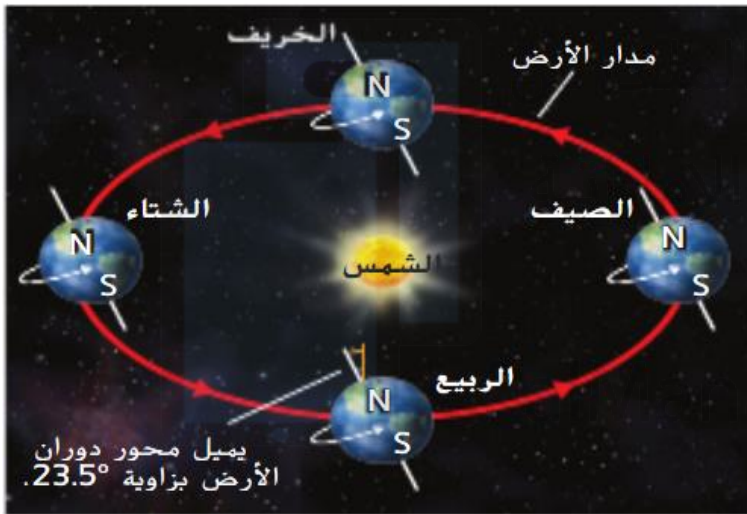 الخريف
مدار الأرض
N
S
الشتاء
الصيف
N
S
الشمس
N
S
الربيع
N
S
يميل محور دوران
الأرض بزاوية 23.5°.